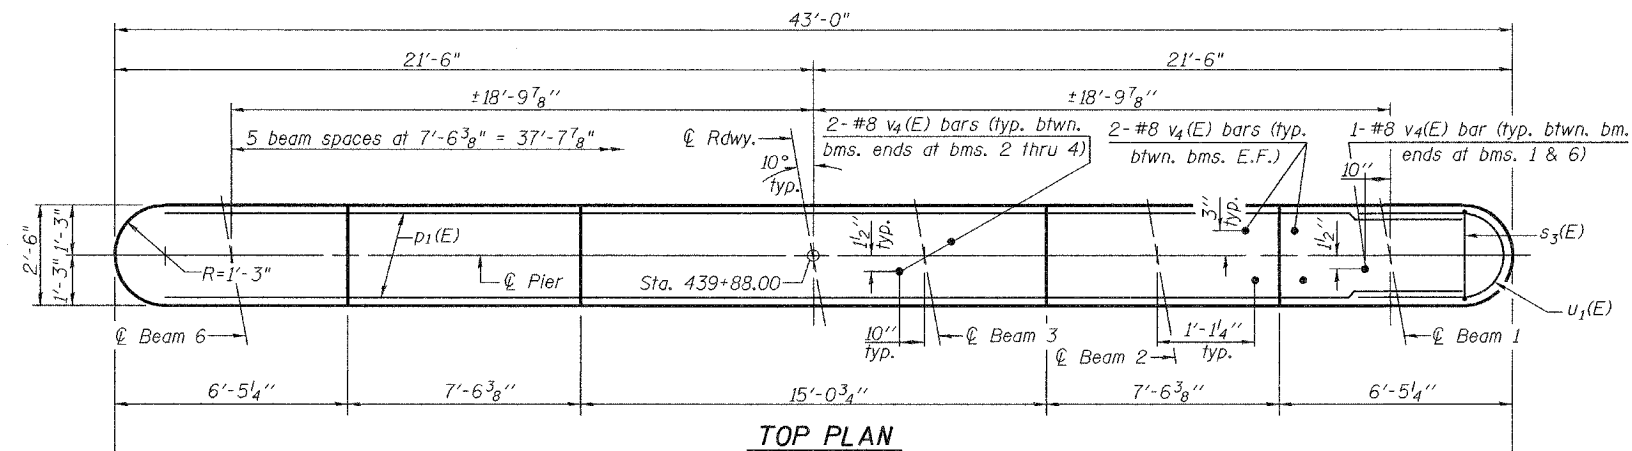 43'-0"
21'-6"
21'-6"
±18'-9⅞"
±18'-9⅞"
5 beam spaces at 7'-6⅜" = 37'-7⅞"
℄ Rdwy.
10°
typ.
2-#8 v4(E) bars (typ. btwn.
bms. ends at bms. 2 thru 4)
2-#8 v4(E) bars (typ.
btwn. bms. E.F.)
1-#8 v4(E) bar (typ. btwn. bm.
ends at bms. 1 & 6)
10"
2'-6"
1'-3"
1'-3"
R=1'-3"
p1(E)
℄ Pier
Sta. 439+88.00
1½"
typ.
3"
typ.
1½"
s3(E)
u1(E)
℄ Beam 6
10"
typ.
℄ Beam 3
℄ Beam 2
1'-1¼"
typ.
℄ Beam 1
6'-5¼"
7'-6⅜"
15'-0¾"
7'-6⅜"
6'-5¼"
TOP PLAN